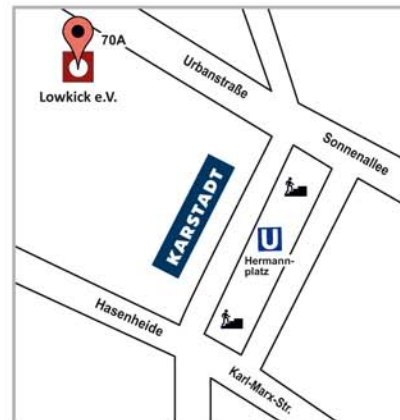 70A
Lowkick e.V.
Urbanstraße
Sonnenallee
KARSTADT
U
Hermann-
platz
Hasenheide
Karl-Marx-Str.